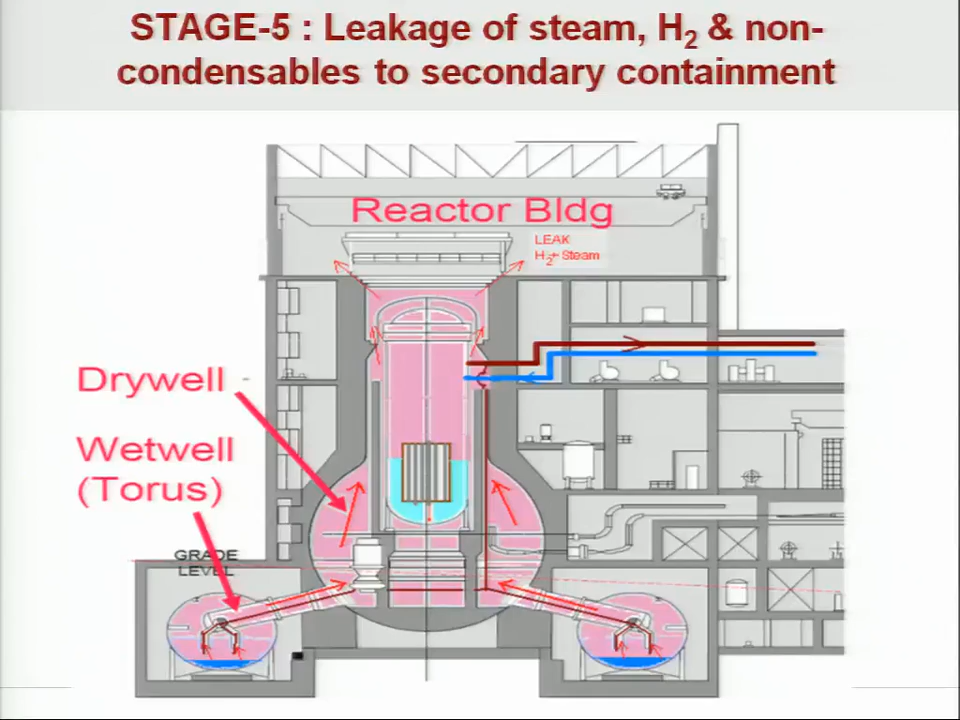 STAGE-5 : Leakage of steam, H2 & non-
condensables to secondary containment
Reactor Bldg
LEAK
H2+ Steam
Drywell
Wetwell
(Torus)
GRADE
LEVEL